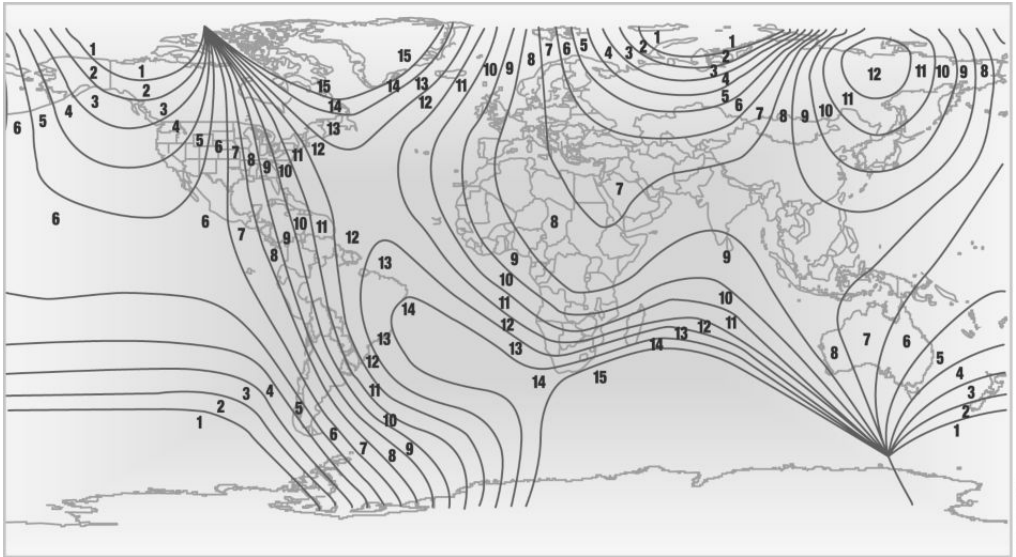 1 15 10 9 8 7 6 5 4 3 2 1 1 2
2 1 15 14 13 12 11 3 4 12 11 10 9 8
3 2 14 5 11
4 3 13 6 10
6 5 4 12 7 8 9
5 6 7 8 9 10 11
7
6 6 7 8 9 10 11 12 8
13 9 9
14 10 10
11 11
13 12 13 12 7 6
12 13 14 8 5
4 3 11 14 15 4
2 5 10 3
1 6 2
7 8 9 1